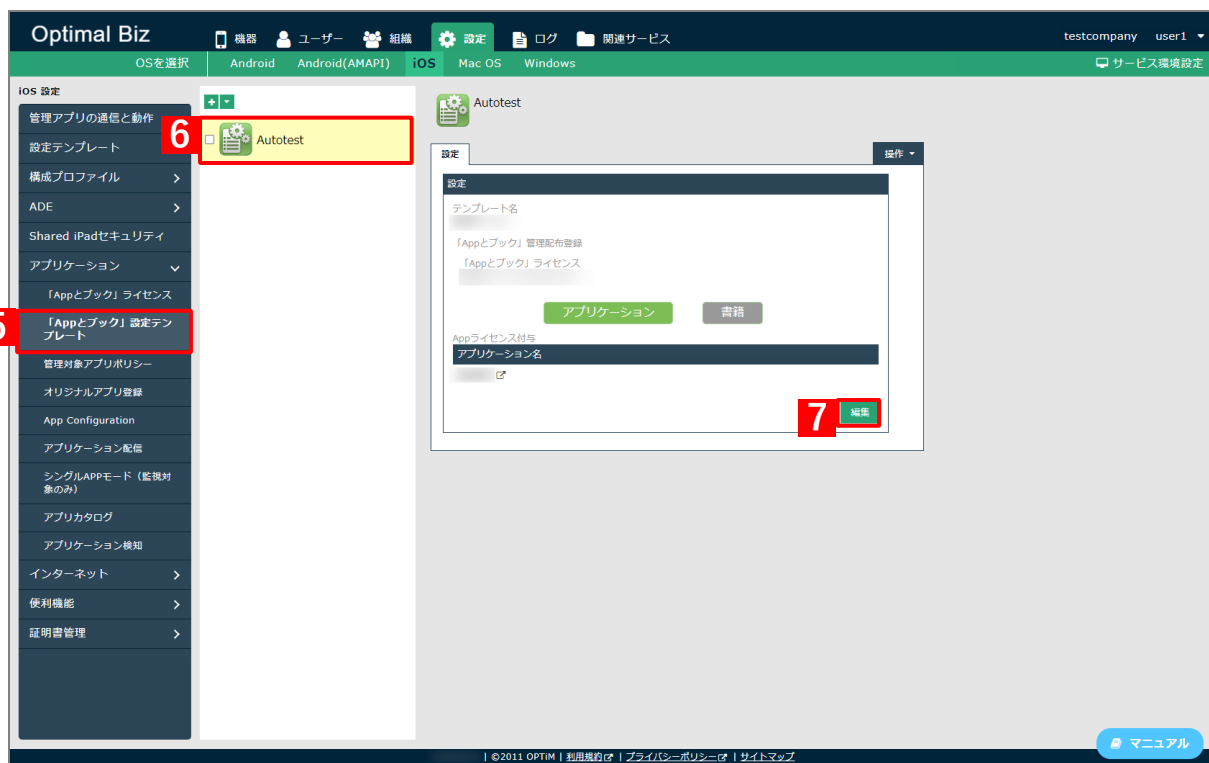 Optimal Biz
機器
ユーザー
組織
設定
ログ
関連サービス
testcompany user1
OSを選択
Android
Android(AMAPI)
iOS
Mac OS
Windows
サービス環境設定
iOS 設定
管理アプリの通信と動作
設定テンプレート
構成プロファイル
ADE
Shared iPadセキュリティ
アプリケーション
「Appとブック」ライセンス
5
「Appとブック」設定テン
プレート
管理対象アプリポリシー
オリジナルアプリ登録
App Configuration
アプリケーション配信
シングルAPPモード（監視対
象のみ）
アプリカタログ
アプリケーション検知
インターネット
便利機能
証明書管理
6
Autotest
Autotest
設定
操作
設定
テンプレート名
「Appとブック」管理配布登録
「Appとブック」ライセンス
アプリケーション
書籍
Appライセンス付与
アプリケーション名
7
編集
マニュアル
| ©2011 OPTiM | 利用規約 | プライバシーポリシー | サイトマップ